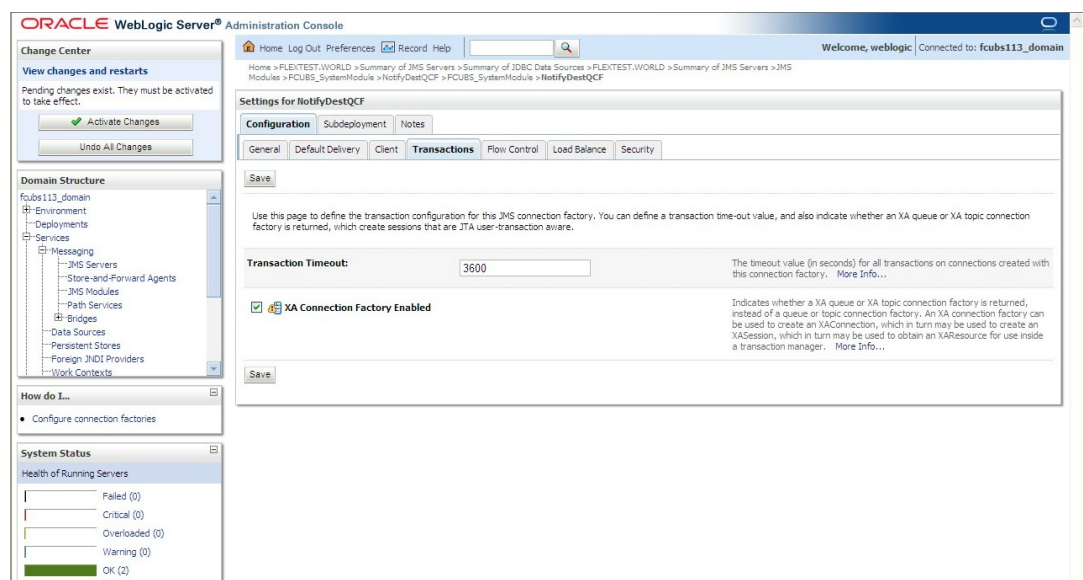 ORACLE WebLogic Server® Administration Console
Change Center
View changes and restarts
Pending changes exist. They must be activated
to take effect.
Activate Changes
Undo All Changes
Domain Structure
fcubs113_domain
Environment
Deployments
Services
Messaging
JMS Servers
Store-and-Forward Agents
JMS Modules
Path Services
Bridges
Data Sources
Persistent Stores
Foreign JNDI Providers
Work Contexts
How do I...
Configure connection factories
System Status
Health of Running Servers
Failed (0)
Critical (0)
Overloaded (0)
Warning (0)
OK (2)
Home Log Out Preferences Record Help
Welcome, weblogic Connected to: fcubs113_domain
Home >FLEXTEST.WORLD >Summary of JMS Servers >Summary of JDBC Data Sources >FLEXTEST.WORLD >Summary of JMS Servers >JMS
Modules >FCUBS_SystemModule >NotifyDestQCF >FCUBS_SystemModule >NotifyDestQCF
Settings for NotifyDestQCF
Configuration Subdeployment Notes
General Default Delivery Client Transactions Flow Control Load Balance Security
Save
Use this page to define the transaction configuration for this JMS connection factory. You can define a transaction time-out value, and also indicate whether an XA queue or XA topic connection
factory is returned, which create sessions that are JTA user-transaction aware.
Transaction Timeout:
3600
The timeout value (in seconds) for all transactions on connections created with
this connection factory. More Info...
XA Connection Factory Enabled
Indicates whether a XA queue or XA topic connection factory is returned,
instead of a queue or topic connection factory. An XA connection factory can
be used to create an XAConnection, which in turn may be used to create an
XASession, which in turn may be used to obtain an XAResource for use inside
a transaction manager. More Info...
Save